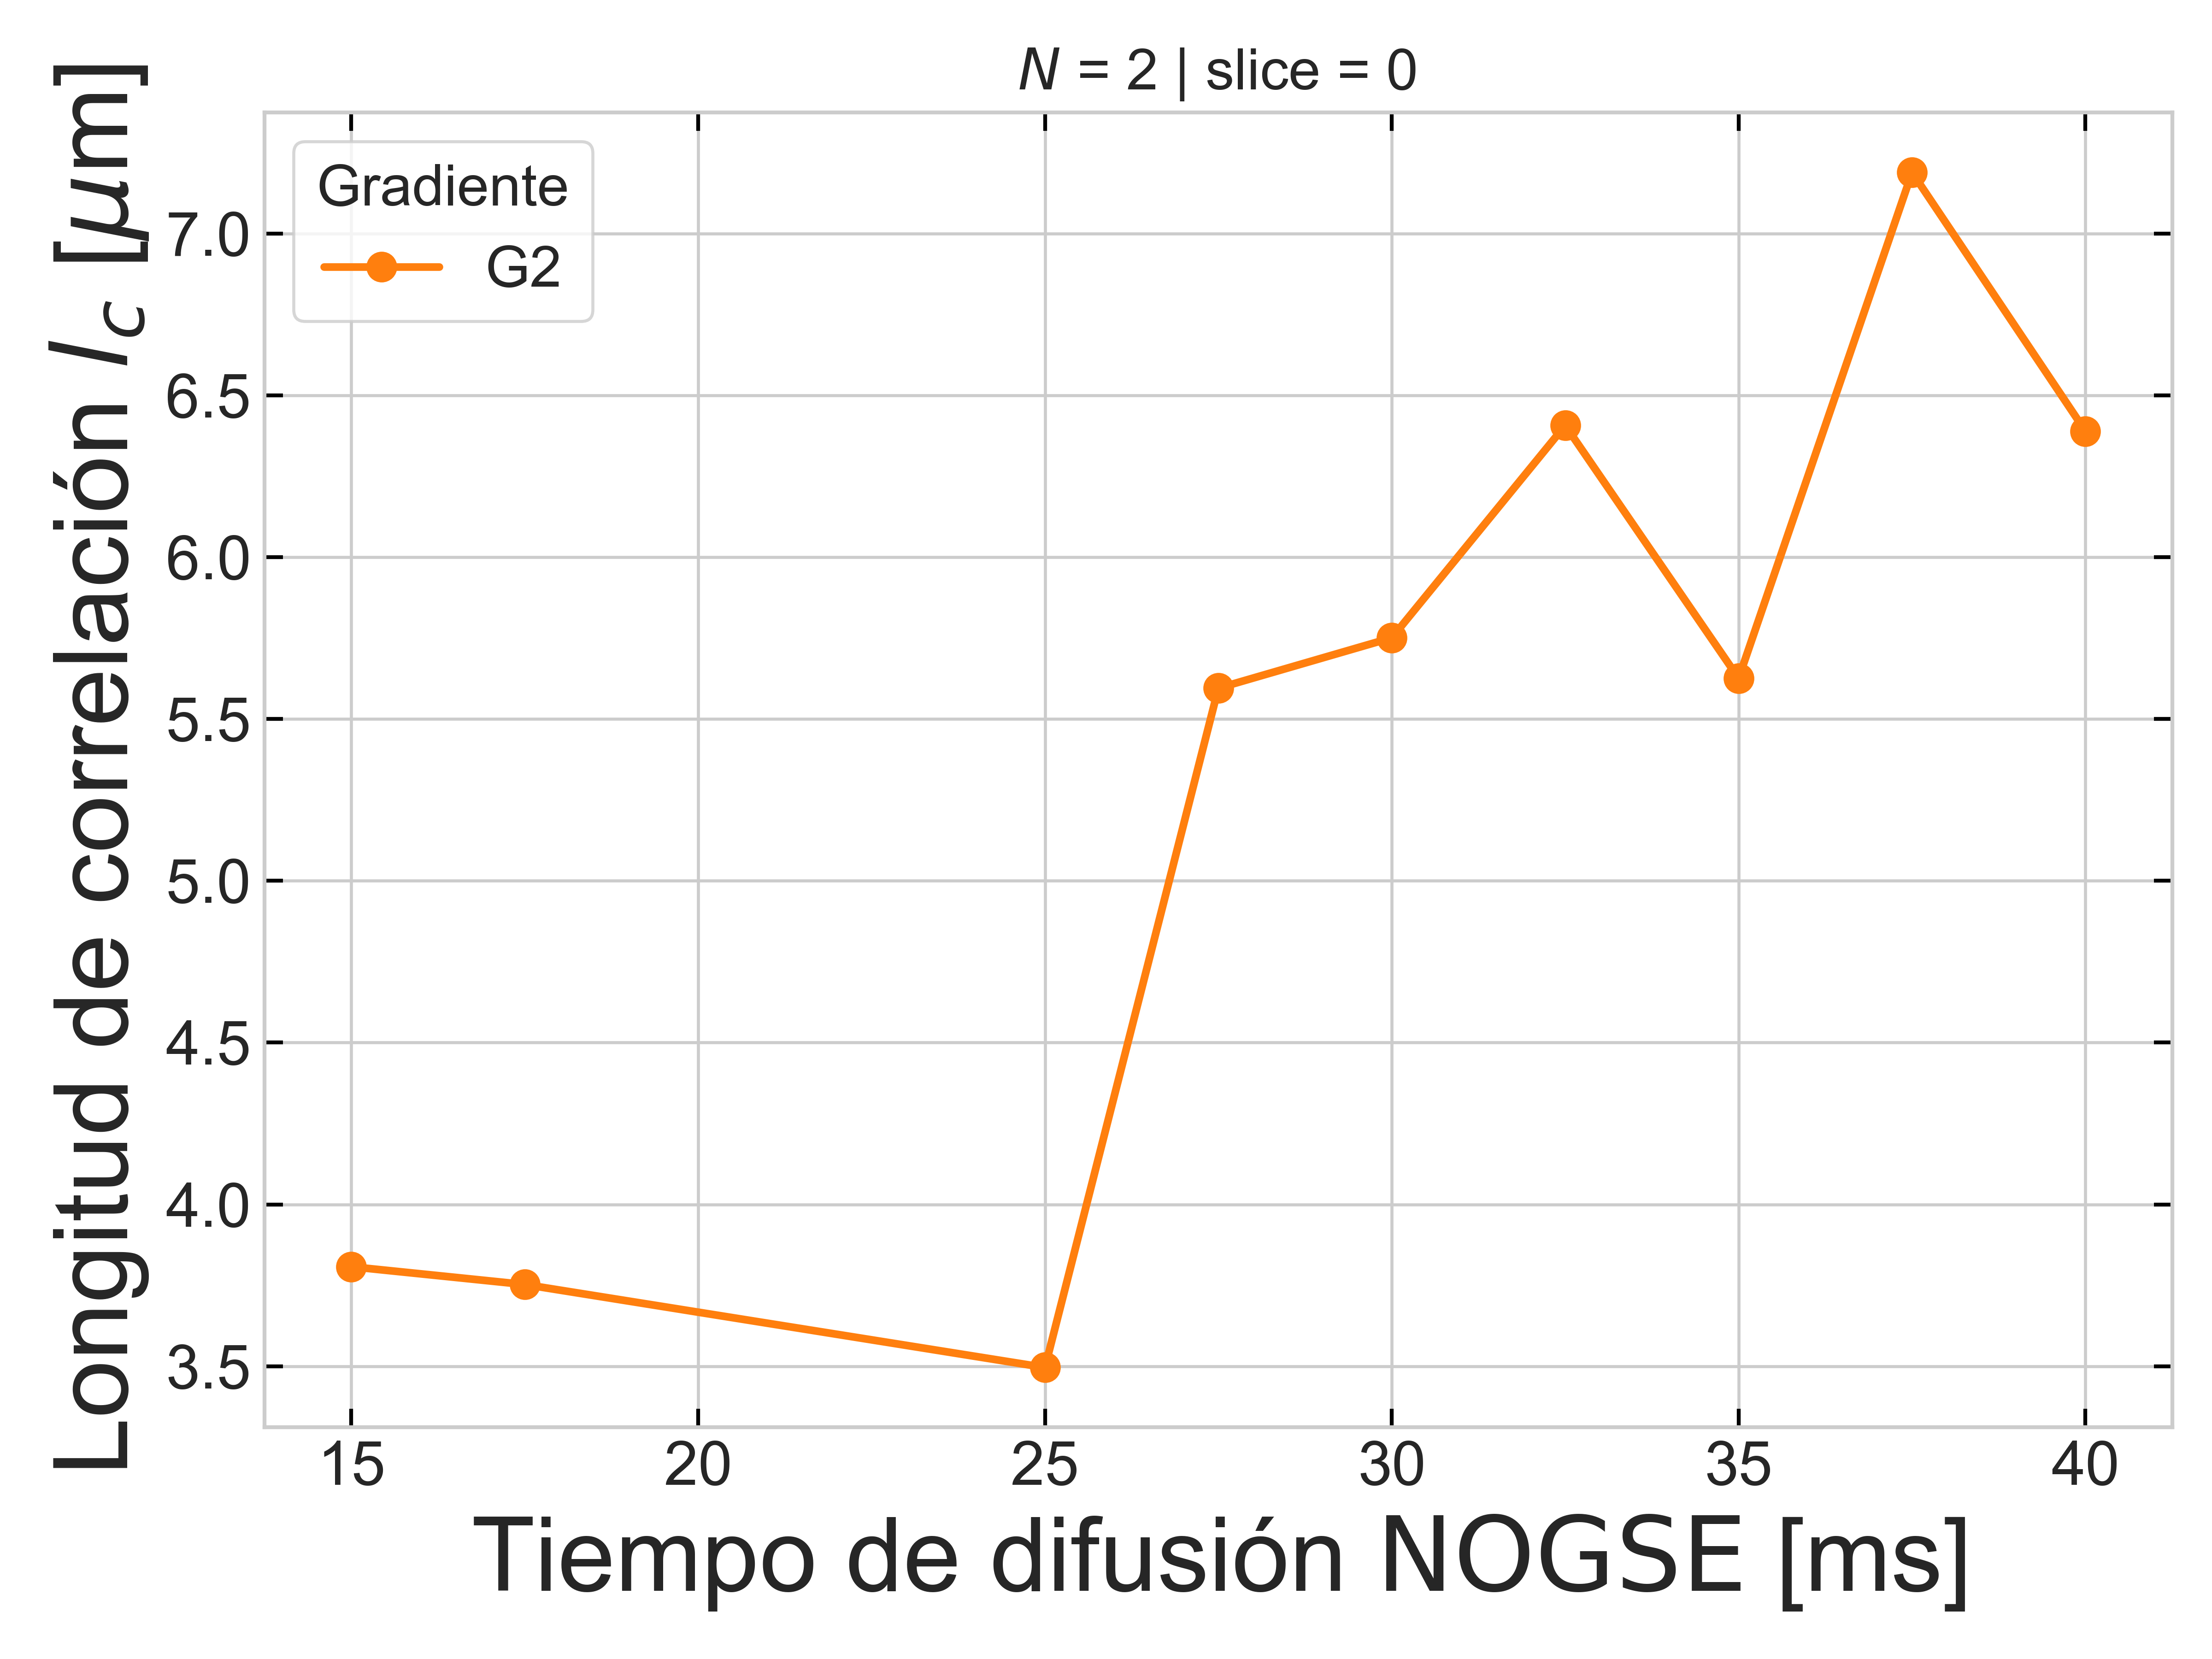 N = 2 | slice = 0
Longitud de correlación l_c [μm]
Gradiente
G2
7.0
6.5
6.0
5.5
5.0
4.5
4.0
3.5
15 20 25 30 35 40
Tiempo de difusión NOGSE [ms]